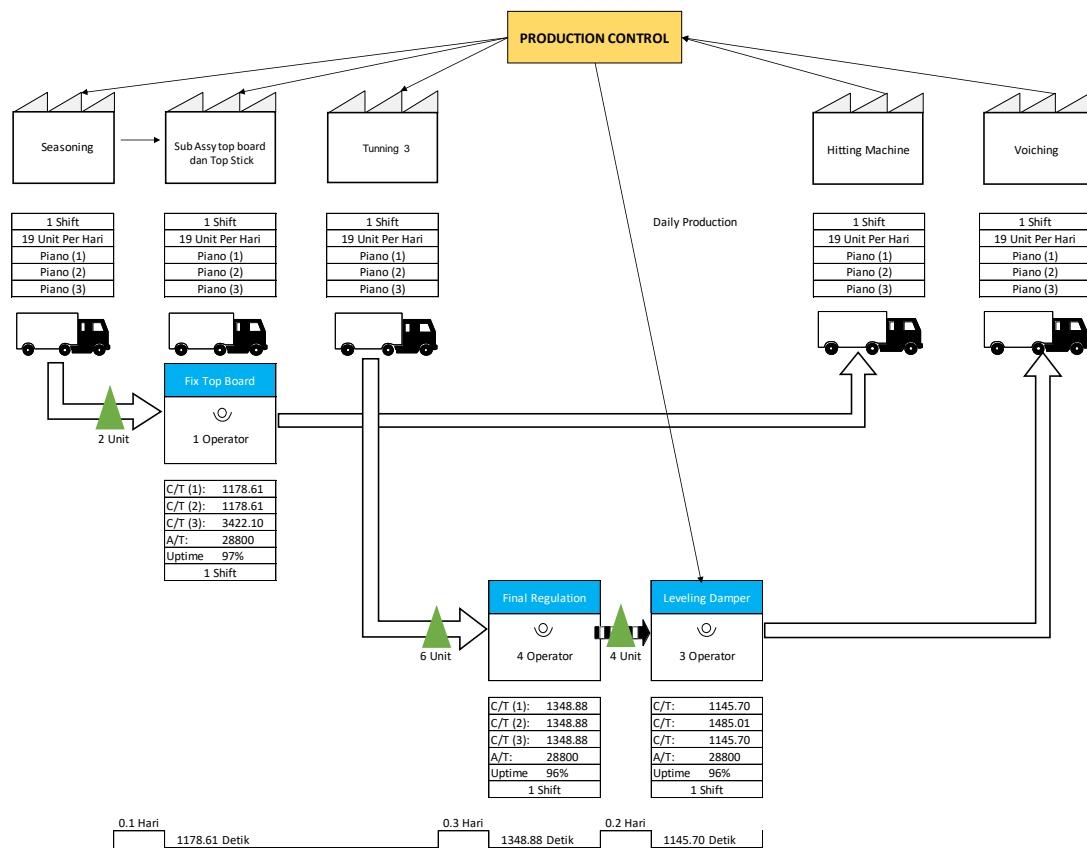 PRODUCTION CONTROL
Seasoning
Sub Assy top board
dan Top Stick
Tunning 3
Hitting Machine
Voiching
1 Shift
19 Unit Per Hari
Piano (1)
Piano (2)
Piano (3)
1 Shift
19 Unit Per Hari
Piano (1)
Piano (2)
Piano (3)
1 Shift
19 Unit Per Hari
Piano (1)
Piano (2)
Piano (3)
Daily Production
1 Shift
19 Unit Per Hari
Piano (1)
Piano (2)
Piano (3)
1 Shift
19 Unit Per Hari
Piano (1)
Piano (2)
Piano (3)
2 Unit
Fix Top Board
1 Operator
C/T (1): 1178.61
C/T (2): 1178.61
C/T (3): 3422.10
A/T: 28800
Uptime 97%
1 Shift
6 Unit
Final Regulation
4 Operator
4 Unit
Leveling Damper
3 Operator
C/T (1): 1348.88
C/T (2): 1348.88
C/T (3): 1348.88
A/T: 28800
Uptime 96%
1 Shift
C/T: 1145.70
C/T: 1485.01
C/T: 1145.70
A/T: 28800
Uptime 96%
1 Shift
0.1 Hari
1178.61 Detik
0.3 Hari
1348.88 Detik
0.2 Hari
1145.70 Detik